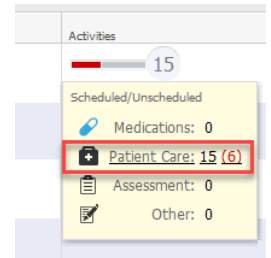 Activities
15
Scheduled/Unscheduled
Medications: 0
Patient Care: 15 (6)
Assessment: 0
Other: 0